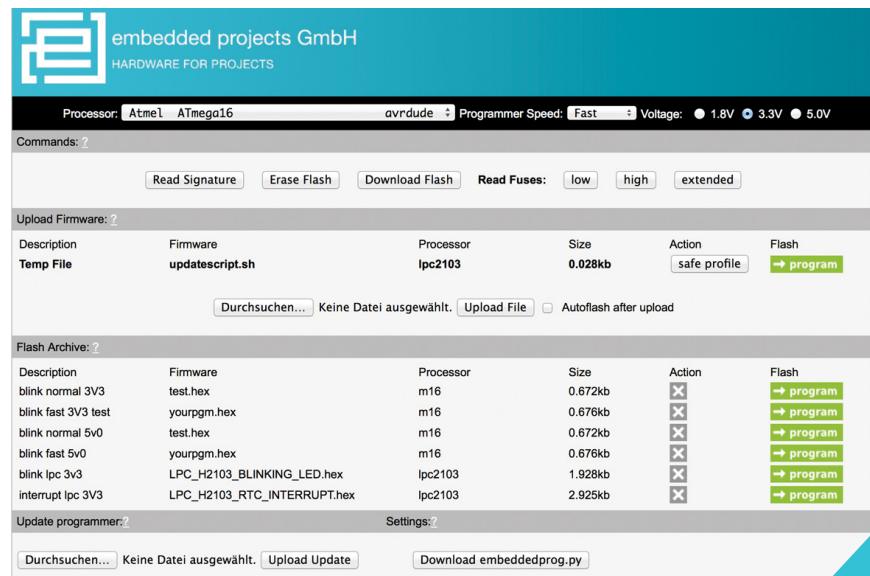 embedded projects GmbH
HARDWARE FOR PROJECTS
Processor: Atmel ATmega16 avrdude Programmer Speed: Fast Voltage: 1.8V 3.3V 5.0V
Commands: ?
Read Signature Erase Flash Download Flash Read Fuses: low high extended
Upload Firmware: ?
Description Firmware Processor Size Action Flash
Temp File updatescript.sh lpc2103 0.028kb safe profile → program
Durchsuchen... Keine Datei ausgewählt. Upload File Autoflash after upload
Flash Archive: ?
Description Firmware Processor Size Action Flash
blink normal 3V3 test.hex m16 0.672kb → program
blink fast 3V3 test yourpgm.hex m16 0.676kb → program
blink normal 5v0 test.hex m16 0.672kb → program
blink fast 5v0 yourpgm.hex m16 0.676kb → program
blink lpc 3v3 LPC_H2103_BLINKING_LED.hex lpc2103 1.928kb → program
interrupt lpc 3V3 LPC_H2103_RTC_INTERRUPT.hex lpc2103 2.925kb → program
Update programmer:? Settings:?
Durchsuchen... Keine Datei ausgewählt. Upload Update Download embeddedprog.py